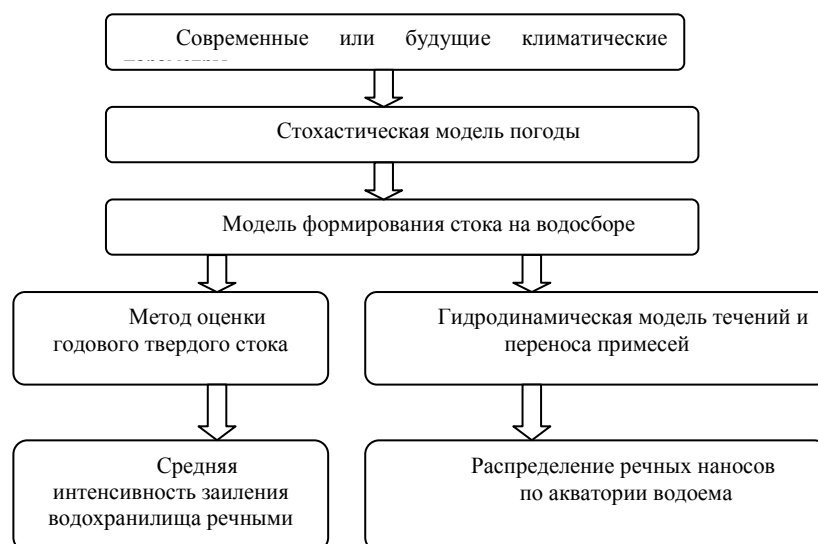 Современные или будущие климатические
Стохастическая модель погоды
Модель формирования стока на водосборе
Метод оценки
годового твердого стока
Гидродинамическая модель течений и
переноса примесей
Средняя
интенсивность заиления
водохранилища речными
Распределение речных наносов
по акватории водоема